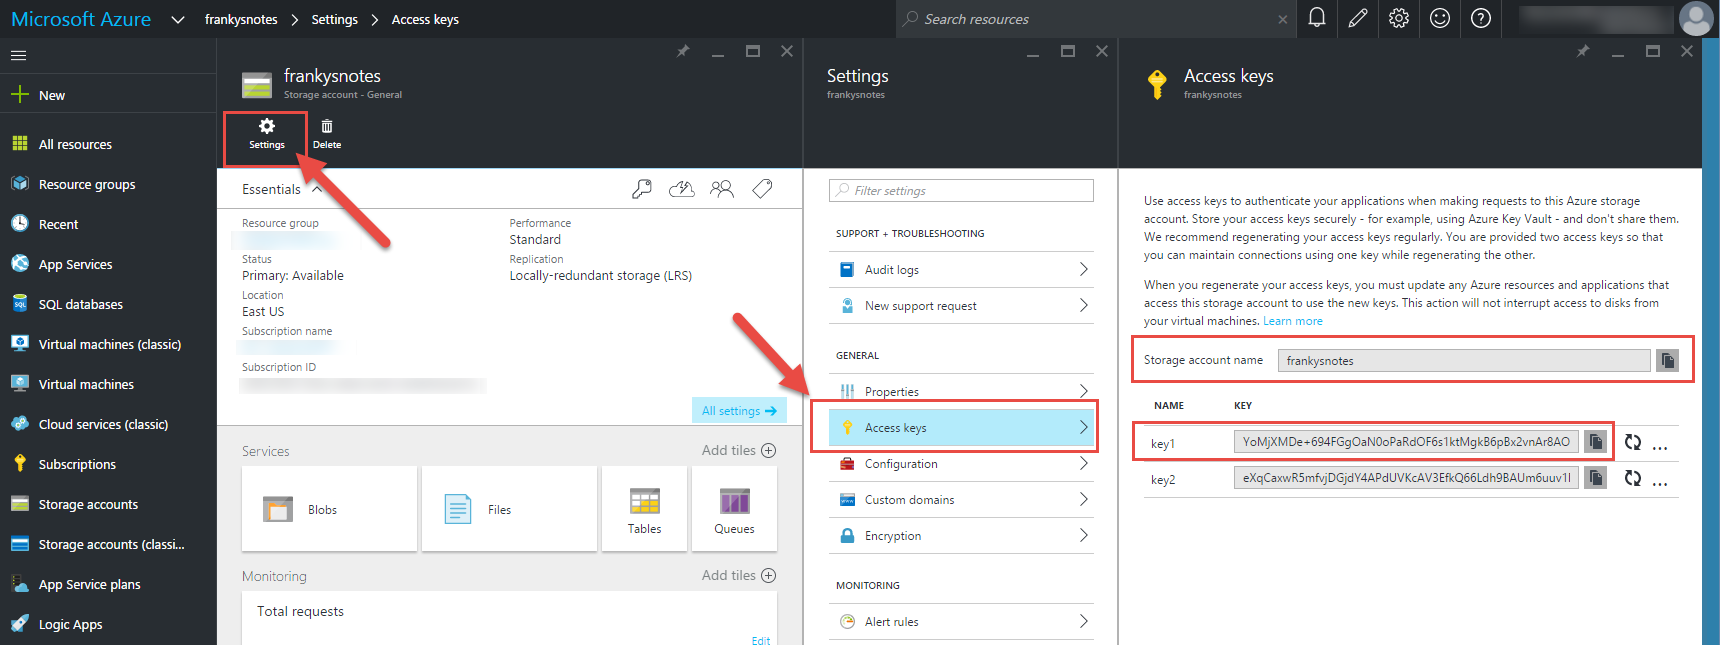 Microsoft Azure frankysnotes Settings Access keys
Search resources
New
All resources
Resource groups
Recent
App Services
SQL databases
Virtual machines (classic)
Virtual machines
Cloud services (classic)
Subscriptions
Storage accounts
Storage accounts (classi...
App Service plans
Logic Apps
frankysnotes
Storage account - General
Settings
Delete
Essentials
Resource group
Performance
Standard
Status
Primary: Available
Replication
Locally-redundant storage (LRS)
Location
East US
Subscription name
Subscription ID
All settings
Services
Add tiles
Blobs
Files
Tables
Queues
Monitoring
Add tiles
Total requests
Edit
Settings
frankysnotes
Filter settings
SUPPORT + TROUBLESHOOTING
Audit logs
New support request
GENERAL
Properties
Access keys
Configuration
Custom domains
Encryption
MONITORING
Alert rules
Access keys
frankysnotes
Use access keys to authenticate your applications when making requests to this Azure storage
account. Store your access keys securely - for example, using Azure Key Vault - and don't share them.
We recommend regenerating your access keys regularly. You are provided two access keys so that
you can maintain connections using one key while regenerating the other.
When you regenerate your access keys, you must update any Azure resources and applications that
access this storage account to use the new keys. This action will not interrupt access to disks from
your virtual machines. Learn more
Storage account name frankysnotes
NAME KEY
key1 YoMjXMDe+694FGgOaN0oPaRdOF6s1ktMgkB6pBx2vnAr8AO
key2 eXqCaxwR5mfvjDGjdY4APdUVKcAV3EfkQ66Ldh9BAUm6uuv1l